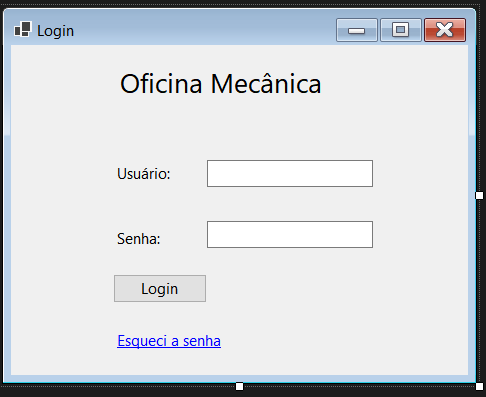 Login
Oficina Mecânica
Usuário:
Senha:
Login
Esqueci a senha